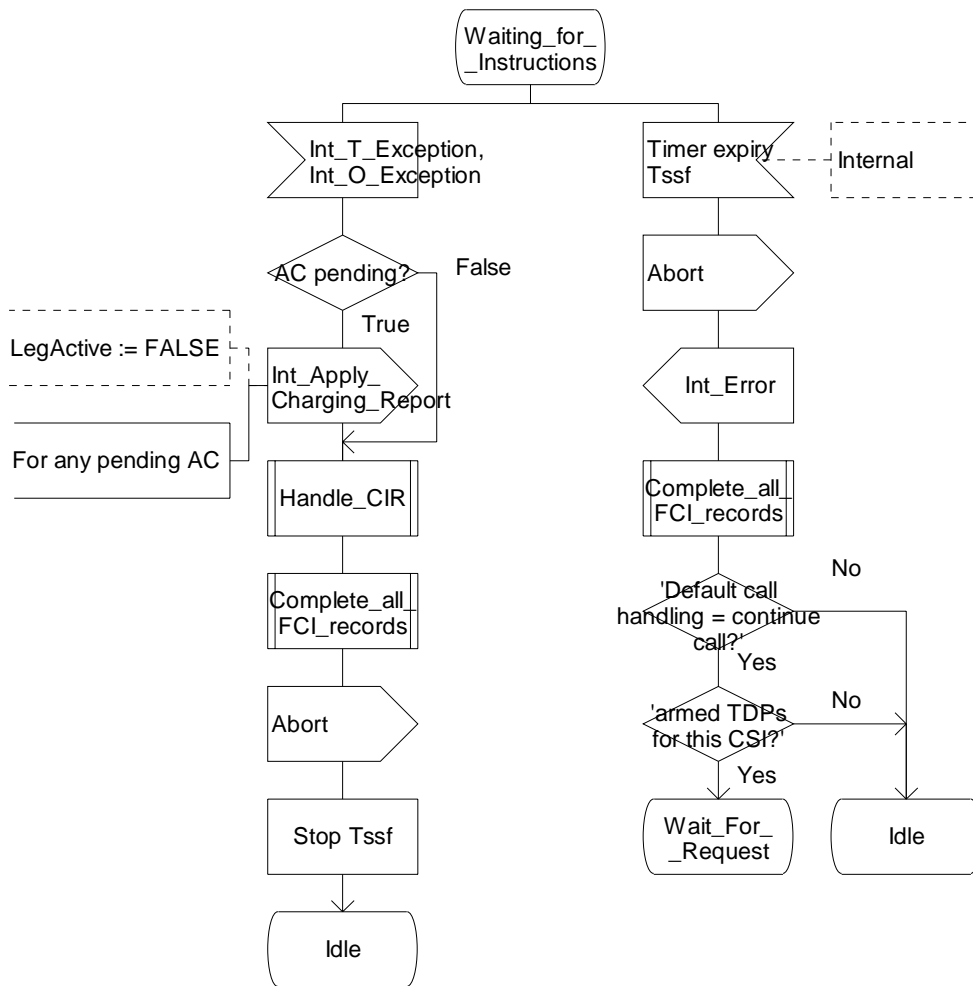 Waiting_for_
_Instructions
Int_T_Exception,
Int_O_Exception
Timer expiry
Tssf
Internal
AC pending?
False
True
Abort
LegActive := FALSE
Int_Apply_
Charging_Report
Int_Error
For any pending AC
Handle_CIR
Complete_all_
FCI_records
Complete_all_
FCI_records
'Default call
handling = continue
call?'
No
Yes
Abort
'armed TDPs
for this CSI?'
No
Yes
Stop Tssf
Wait_For_
_Request
Idle
Idle